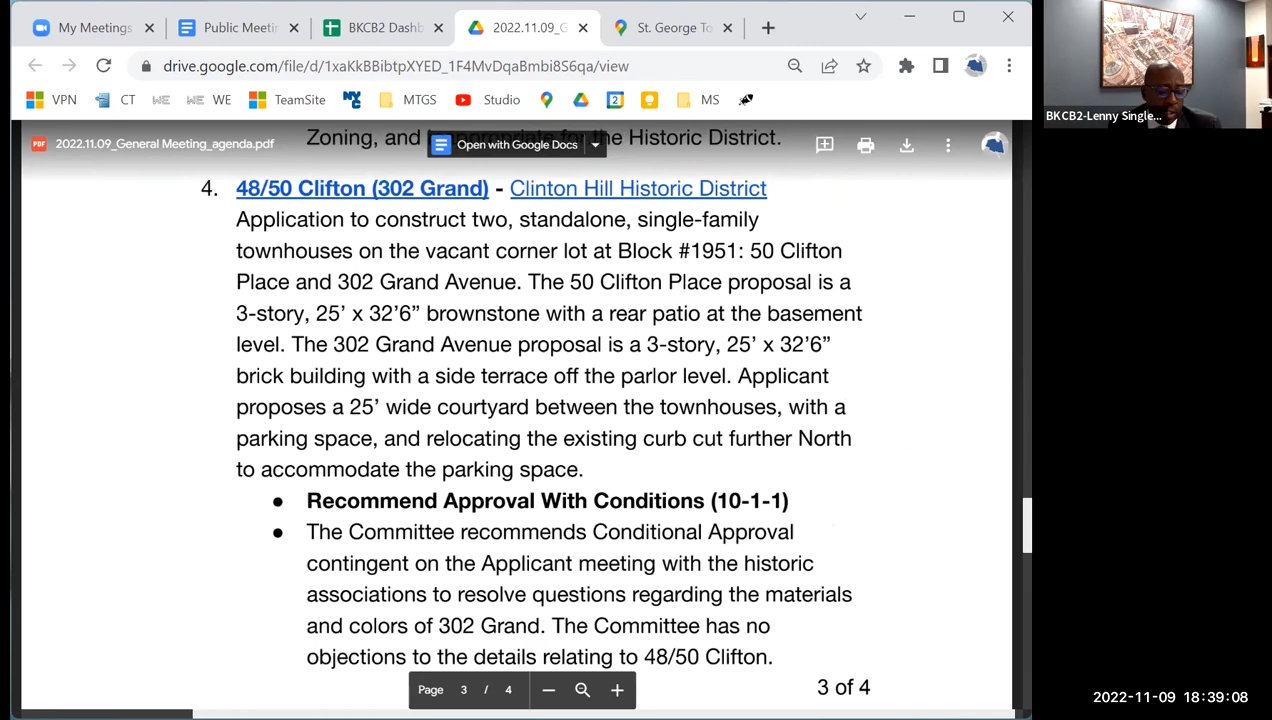 My Meetings
Public Meetin
BKCB2 Dashb
2022.11.09_G
St. George To
drive.google.com/file/d/1xaKkBBibtpXYED_1F4MvDqaBmbi8S6qa/view
VPN
CT
WE
WE
TeamSite
MTGS
Studio
2
MS
BKCB2-Lenny Single...
Zoning, and inappropriate for the Historic District.
PDF
2022.11.09_General Meeting_agenda.pdf
Open with Google Docs
4. 48/50 Clifton (302 Grand) - Clinton Hill Historic District
Application to construct two, standalone, single-family
townhouses on the vacant corner lot at Block #1951: 50 Clifton
Place and 302 Grand Avenue. The 50 Clifton Place proposal is a
3-story, 25’ x 32’6” brownstone with a rear patio at the basement
level. The 302 Grand Avenue proposal is a 3-story, 25’ x 32’6”
brick building with a side terrace off the parlor level. Applicant
proposes a 25’ wide courtyard between the townhouses, with a
parking space, and relocating the existing curb cut further North
to accommodate the parking space.
● Recommend Approval With Conditions (10-1-1)
● The Committee recommends Conditional Approval
contingent on the Applicant meeting with the historic
associations to resolve questions regarding the materials
and colors of 302 Grand. The Committee has no
objections to the details relating to 48/50 Clifton.
Page 3 / 4
3 of 4
2022-11-09 18:39:08